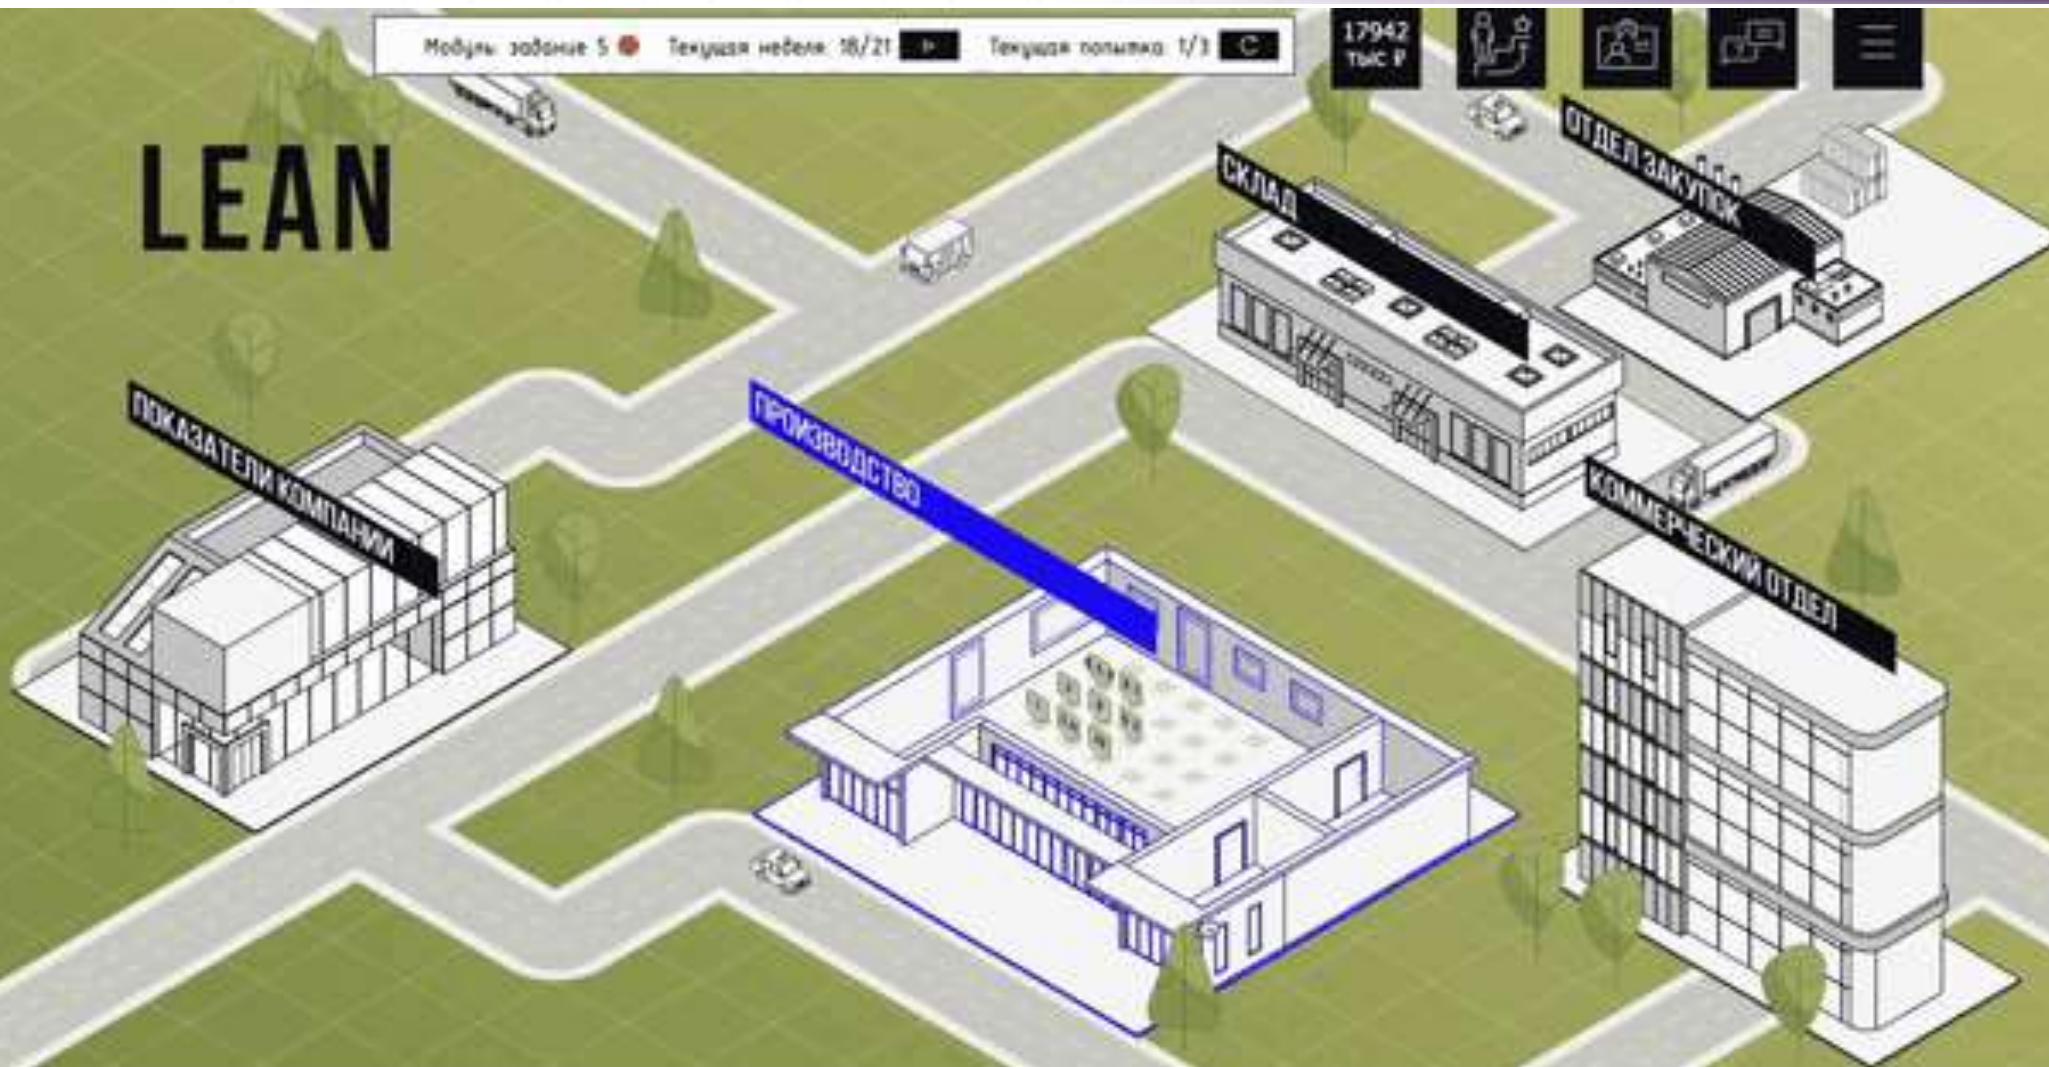 Модуль: задание 5
Текущая неделя: 18/21
Текущая попытка: 1/3
17942
тыс ₽
LEAN
ОТДЕЛ ЗАКУПОК
СКЛАД
ПОКАЗАТЕЛИ КОМПАНИИ
ПРОИЗВОДСТВО
КОММЕРЧЕСКИЙ ОТДЕЛ